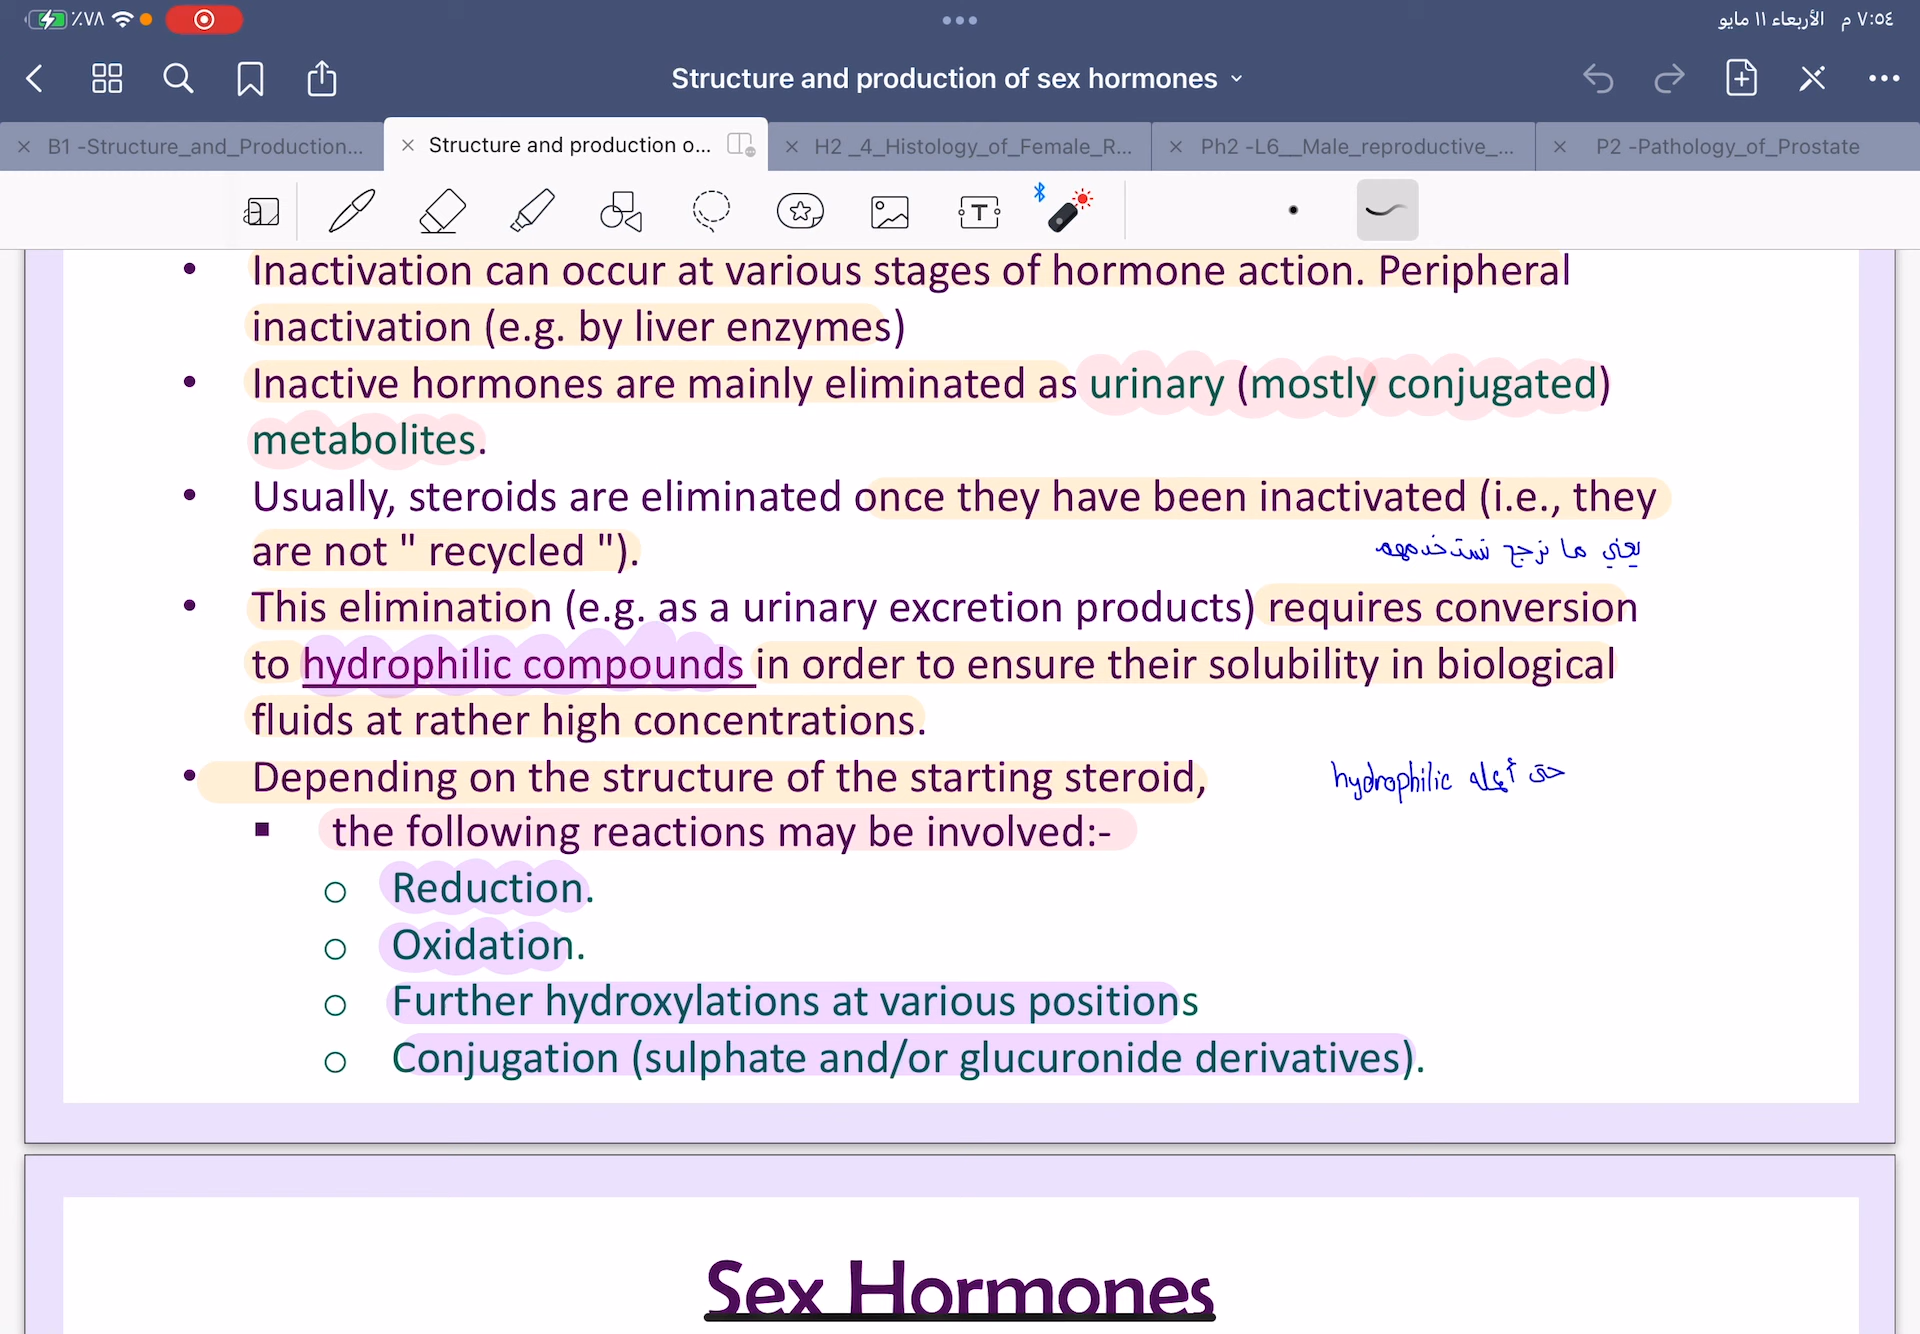 ٪٧٨
٧:٥٤ م الأربعاء ١١ مايو
Structure and production of sex hormones
B1 -Structure_and_Production...
Structure and production o...
H2 _4_Histology_of_Female_R...
Ph2 -L6__Male_reproductive_...
P2 -Pathology_of_Prostate
• Inactivation can occur at various stages of hormone action. Peripheral
inactivation (e.g. by liver enzymes)
• Inactive hormones are mainly eliminated as urinary (mostly conjugated)
metabolites.
• Usually, steroids are eliminated once they have been inactivated (i.e., they
are not " recycled ").
يعني ما نرجع نستخدمهم
• This elimination (e.g. as a urinary excretion products) requires conversion
to hydrophilic compounds in order to ensure their solubility in biological
fluids at rather high concentrations.
• Depending on the structure of the starting steroid,
حتى أعمله hydrophilic
▪ the following reactions may be involved:-
o Reduction.
o Oxidation.
o Further hydroxylations at various positions
o Conjugation (sulphate and/or glucuronide derivatives).
Sex Hormones